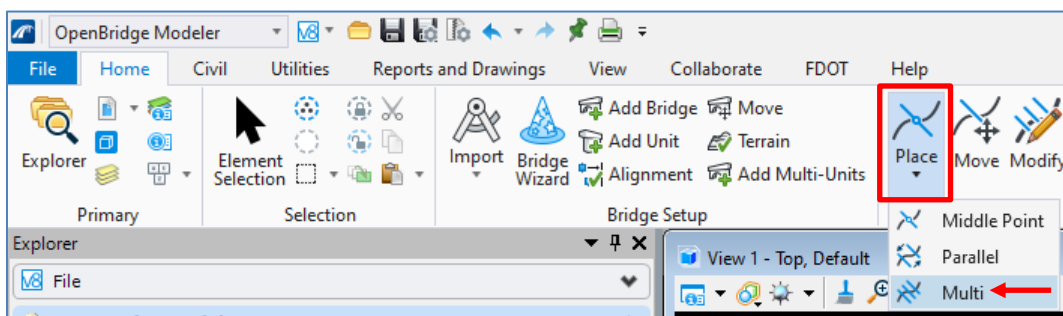 OpenBridge Modeler
File Home Civil Utilities Reports and Drawings View Collaborate FDOT Help
Explorer
Element Selection
Import
Bridge Wizard
Add Bridge Move
Add Unit Terrain
Alignment Add Multi-Units
Place Move Modify
Primary Selection Bridge Setup
Middle Point
Parallel
Multi
Explorer
File
View 1 - Top, Default